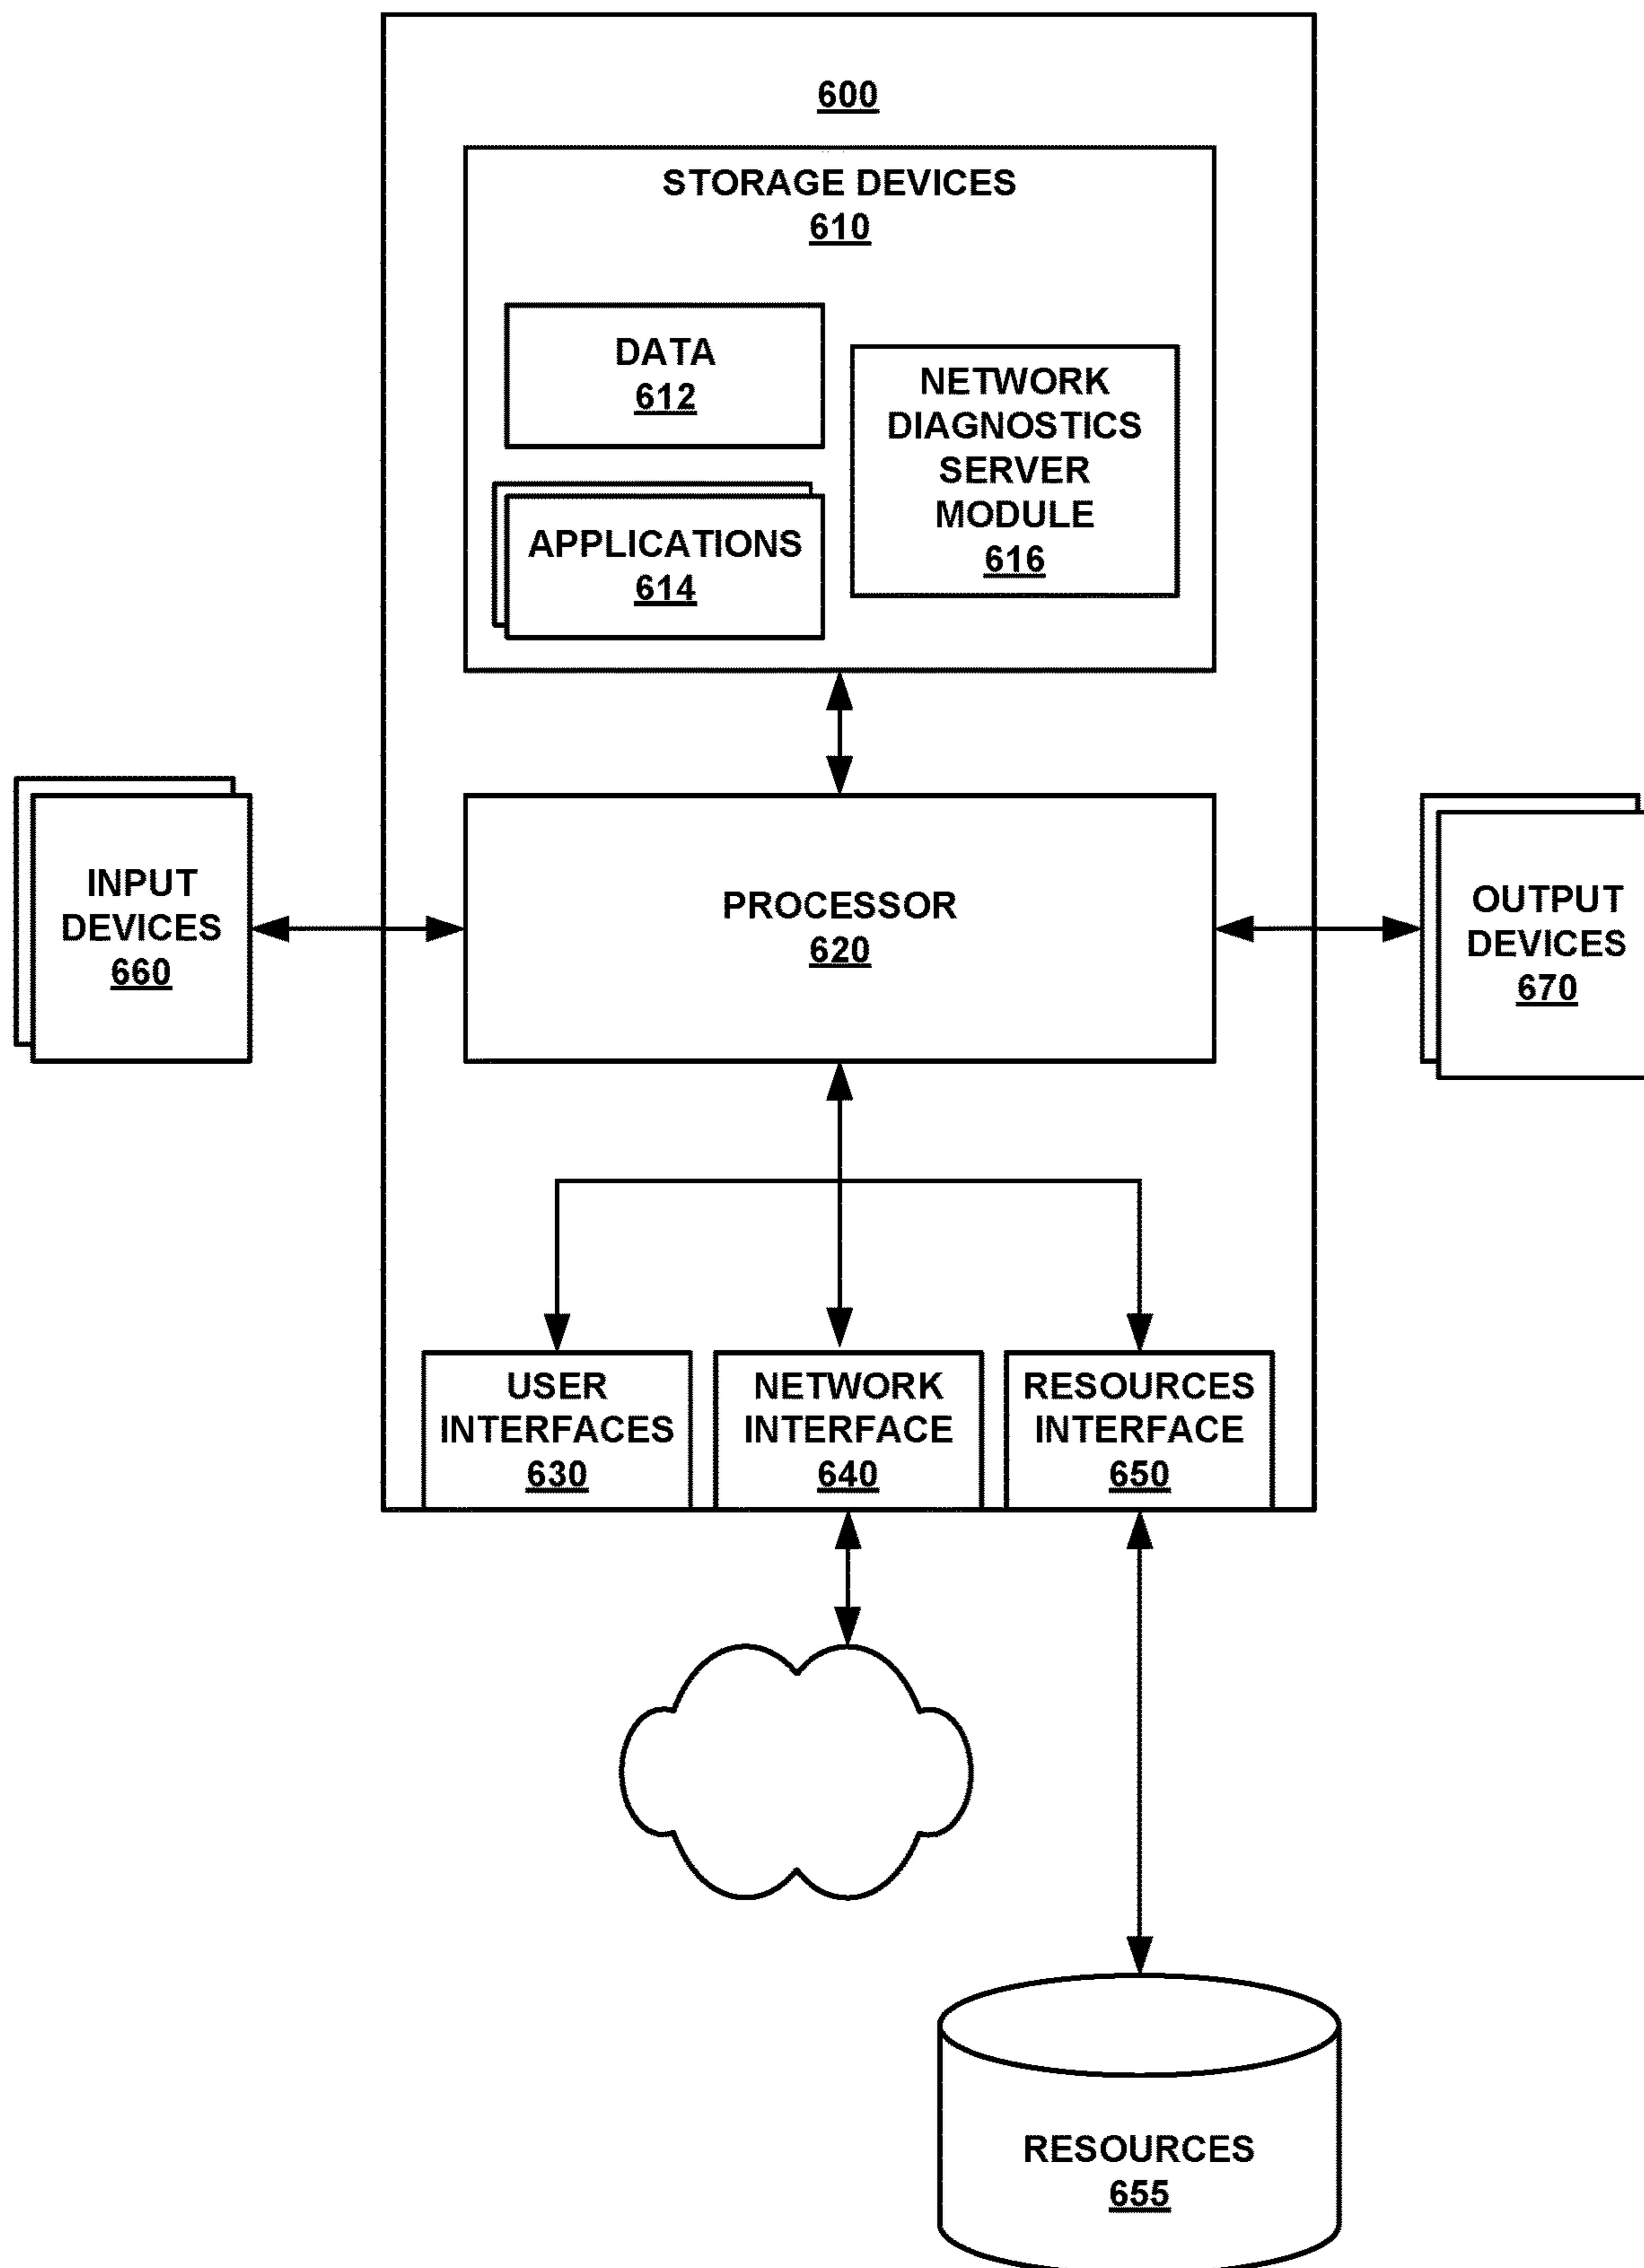 600
STORAGE DEVICES
610
DATA
612
NETWORK
DIAGNOSTICS
SERVER
MODULE
616
APPLICATIONS
614
INPUT
DEVICES
660
PROCESSOR
620
OUTPUT
DEVICES
670
USER
INTERFACES
630
NETWORK
INTERFACE
640
RESOURCES
INTERFACE
650
RESOURCES
655